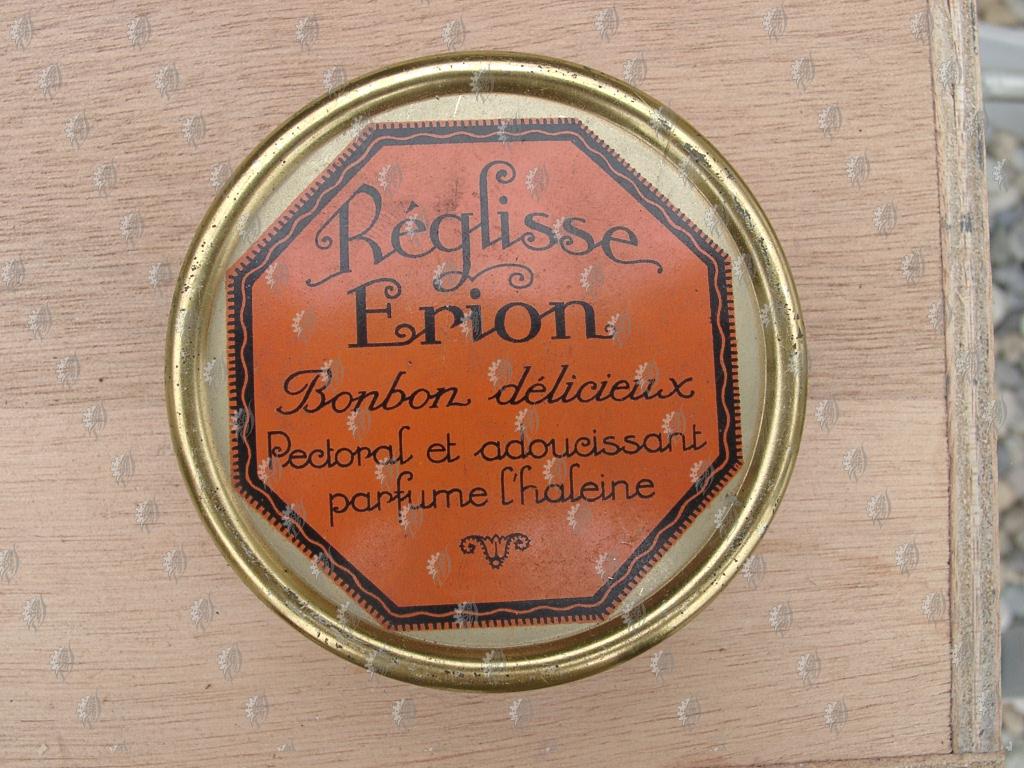 Réglisse
Erion
Bonbon délicieux
Pectoral et adoucissant
parfume l'haleine